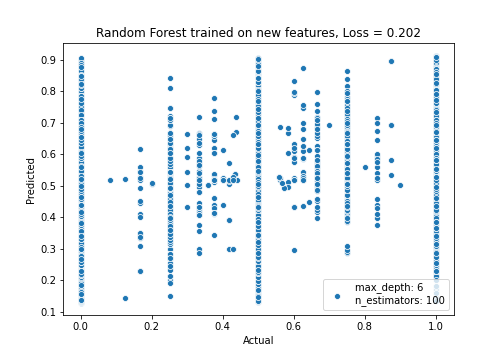 Random Forest trained on new features, Loss = 0.202
0.9
0.8
0.7
0.6
0.5
0.4
0.3
0.2
0.1
Predicted
max_depth: 6
n_estimators: 100
0.0 0.2 0.4 0.6 0.8 1.0
Actual